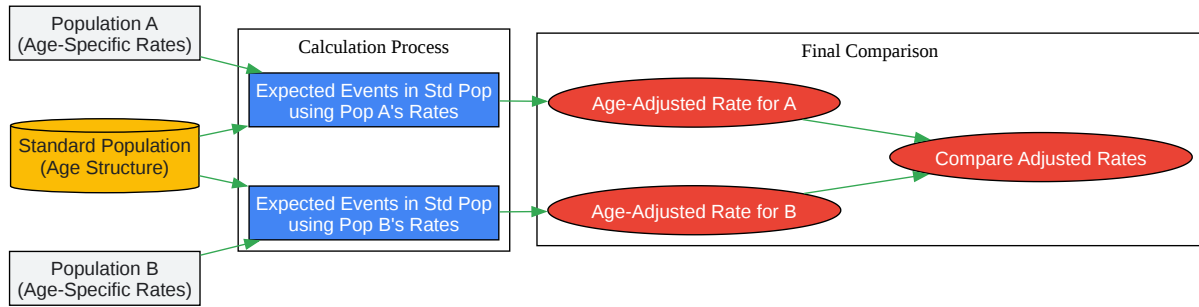 Population A
(Age-Specific Rates)
Standard Population
(Age Structure)
Population B
(Age-Specific Rates)
Calculation Process
Expected Events in Std Pop
using Pop A's Rates
Expected Events in Std Pop
using Pop B's Rates
Final Comparison
Age-Adjusted Rate for A
Age-Adjusted Rate for B
Compare Adjusted Rates